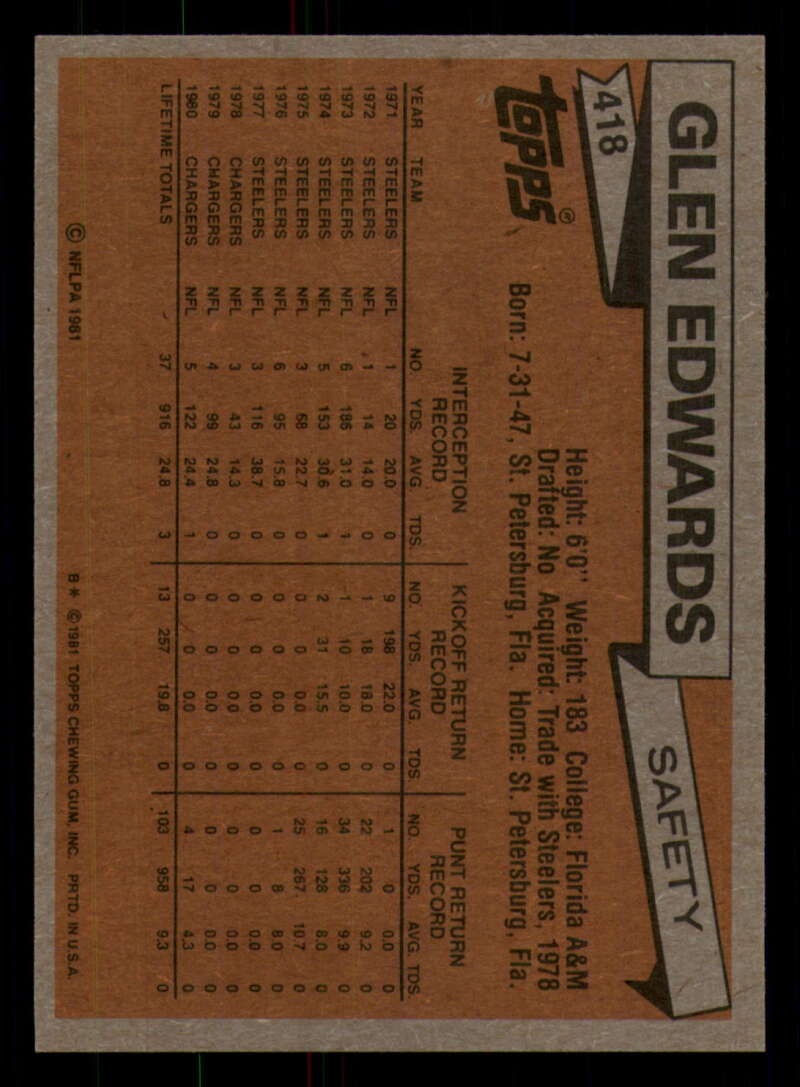 418
GLEN EDWARDS
SAFETY
TOPPS®
Height: 6'0" Weight: 183 College: Florida A&M
Drafted: No Acquired: Trade with Steelers, 1978
Born: 7-31-47, St. Petersburg, Fla. Home: St. Petersburg, Fla.
INTERCEPTION RECORD KICKOFF RETURN RECORD PUNT RETURN RECORD
YEAR TEAM NO. YDS. AVG. TDS. NO. YDS. AVG. TDS. NO. YDS. AVG. TDS.
1971 STEELERS NFL 1 20 20.0 0 9 198 22.0 0 1 0 0.0 0
1972 STEELERS NFL 1 14 14.0 0 1 18 18.0 0 22 202 9.2 0
1973 STEELERS NFL 6 186 31.0 1 1 10 10.0 0 34 336 9.9 0
1974 STEELERS NFL 5 153 30.6 1 2 31 15.5 0 16 128 8.0 0
1975 STEELERS NFL 3 68 22.7 0 0 0 0.0 0 25 267 10.7 0
1976 STEELERS NFL 6 95 15.8 0 0 0 0.0 0 1 8 8.0 0
1977 STEELERS NFL 3 116 38.7 0 0 0 0.0 0 0 0 0.0 0
1978 CHARGERS NFL 3 43 14.3 0 0 0 0.0 0 0 0 0.0 0
1979 CHARGERS NFL 4 99 24.8 0 0 0 0.0 0 0 0 0.0 0
1980 CHARGERS NFL 5 122 24.4 1 0 0 0.0 0 4 17 4.3 0
LIFETIME TOTALS 37 916 24.8 3 13 257 19.8 0 103 958 9.3 0
© NFLPA 1981 B* © 1981 TOPPS CHEWING GUM, INC. PRTD. IN U.S.A.